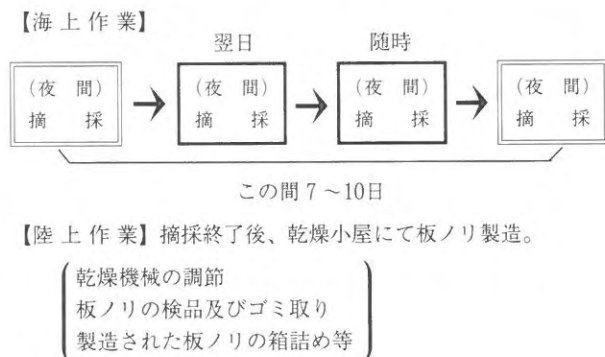 【海上作業】
翌日 随時
(夜 間) (夜 間) (夜 間) (夜 間)
摘 採 摘 採 摘 採 摘 採
この間7〜10日
【陸上作業】摘採終了後、乾燥小屋にて板ノリ製造。
乾燥機械の調節
板ノリの検品及びゴミ取り
製造された板ノリの箱詰め等